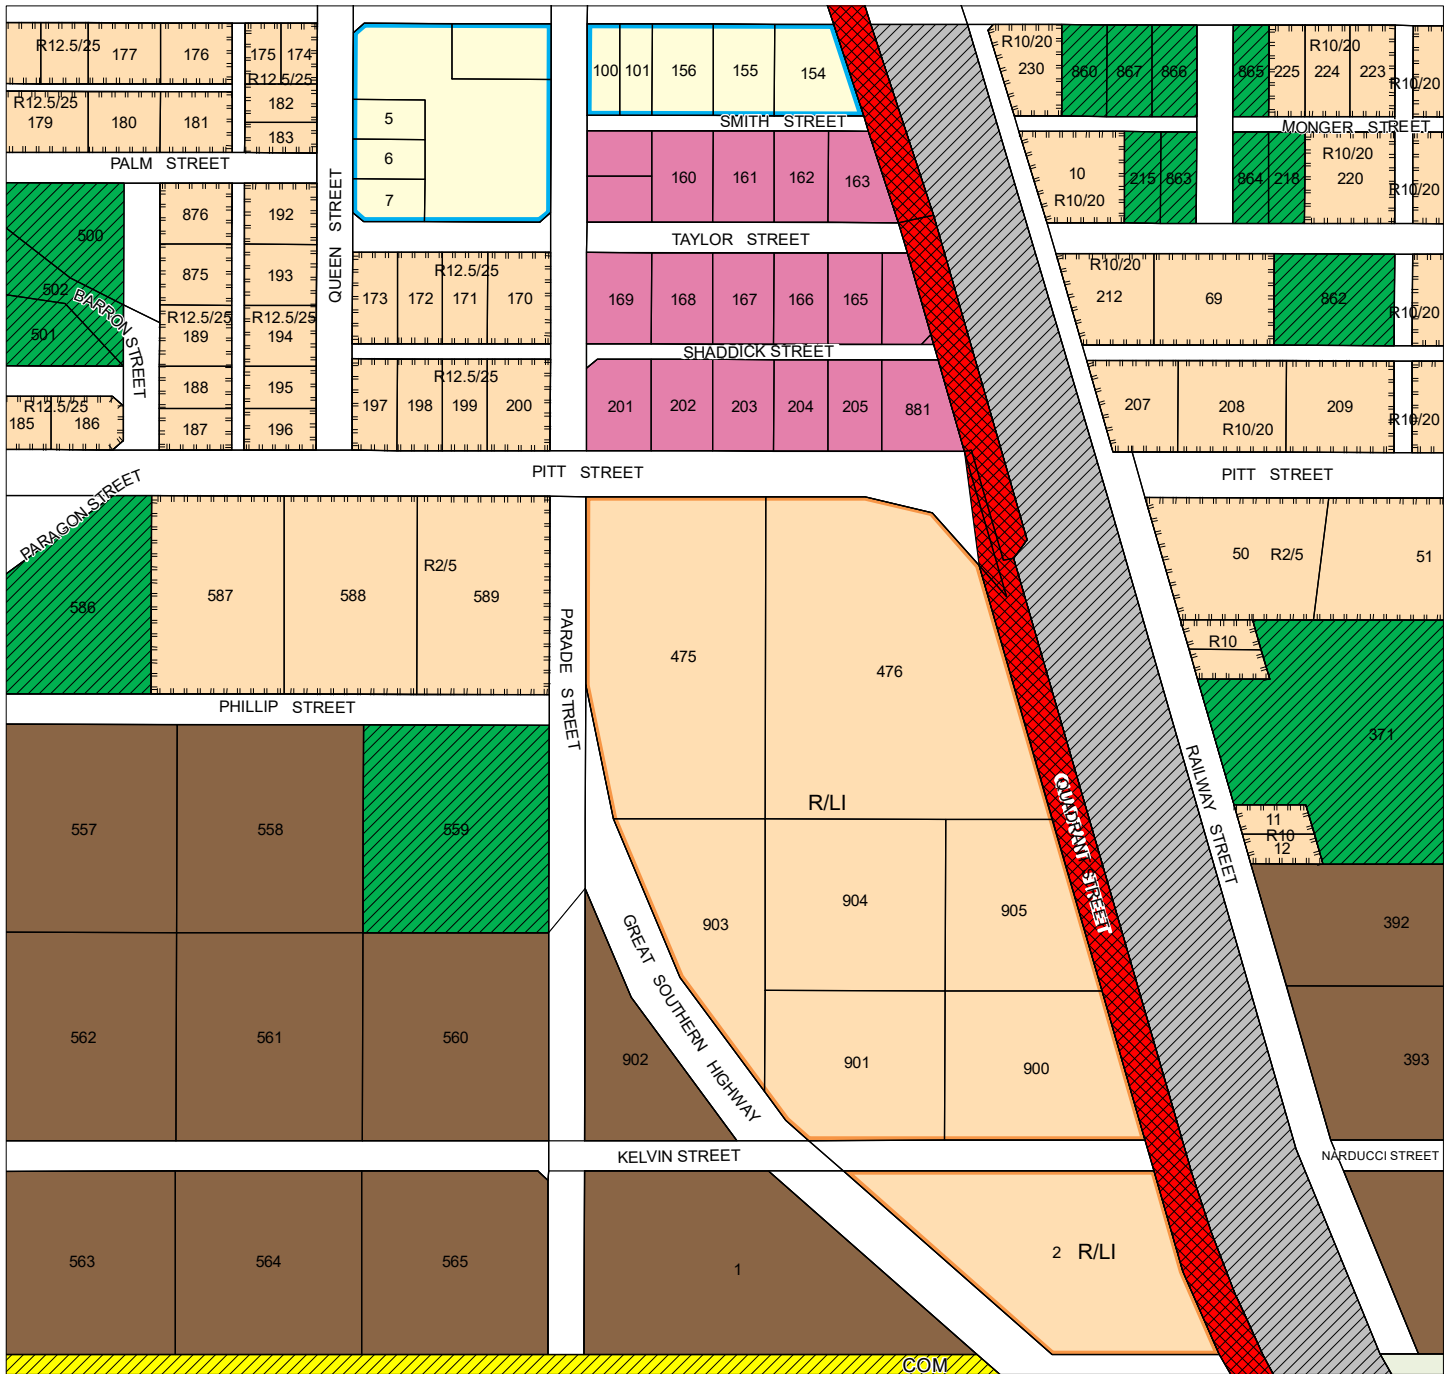 R12.5/25
177
176
175
174
R12.5/25
100
101
156
155
154
R10/20
230
860
867
866
865
225
R10/20
224
223
R10/20
R12.5/25
179
180
181
182
183
5
6
7
SMITH STREET
MONGER STREET
PALM STREET
QUEEN STREET
160
161
162
163
10
R10/20
215
863
864
218
R10/20
220
R10/20
500
502
501
BARRON STREET
876
192
875
193
R12.5/25
189
R12.5/25
194
188
195
187
196
TAYLOR STREET
R12.5/25
173
172
171
170
169
168
167
166
165
R10/20
212
69
862
R10/20
SHADDICK STREET
R12.5/25
185
186
R12.5/25
197
198
199
200
201
202
203
204
205
881
207
208
R10/20
209
R10/20
PITT STREET
PITT STREET
PARAGON STREET
586
587
588
R2/5
589
PARADE STREET
475
476
50
R2/5
51
R10
371
PHILLIP STREET
557
558
559
R/LI
QUADRANT STREET
RAILWAY STREET
11
R10
12
903
904
905
392
GREAT SOUTHERN HIGHWAY
562
561
560
902
901
900
393
KELVIN STREET
NARDUCCI STREET
563
564
565
1
2
R/LI
COM